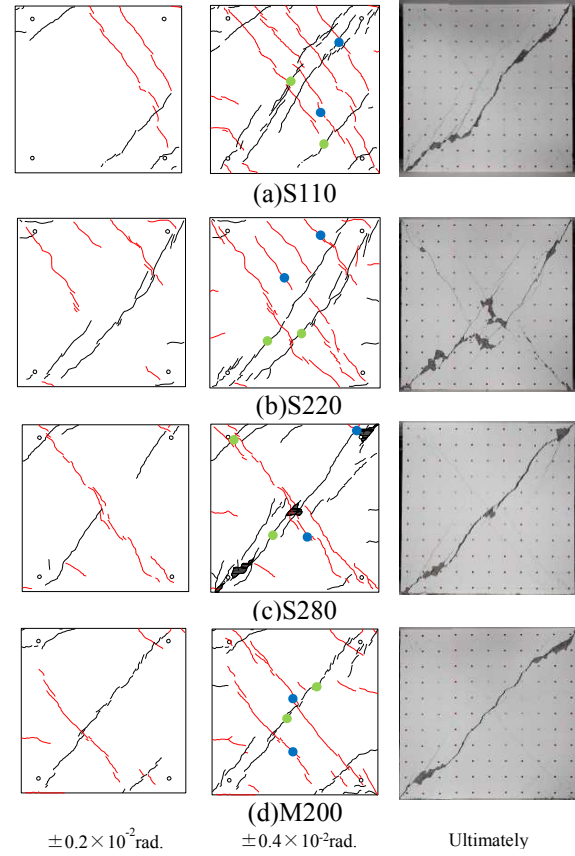 (a)S110
(b)S220
(c)S280
(d)M200
±0.2×10⁻²rad. ±0.4×10⁻²rad. Ultimately